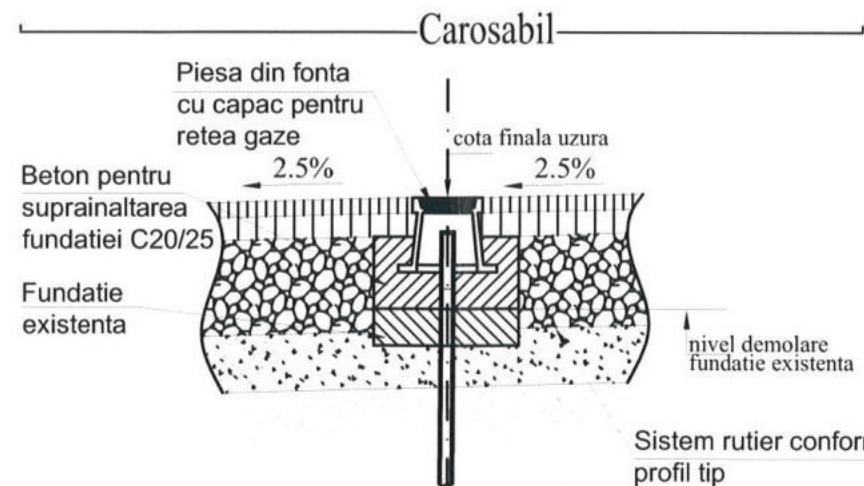 Carosabil
Piesa din fonta
cu capac pentru
retea gaze
cota finala uzura
2.5%
2.5%
Beton pentru
suprainaltarea
fundatiei C20/25
Fundatie
existenta
nivel demolare
fundatie existenta
Sistem rutier conform
profil tip